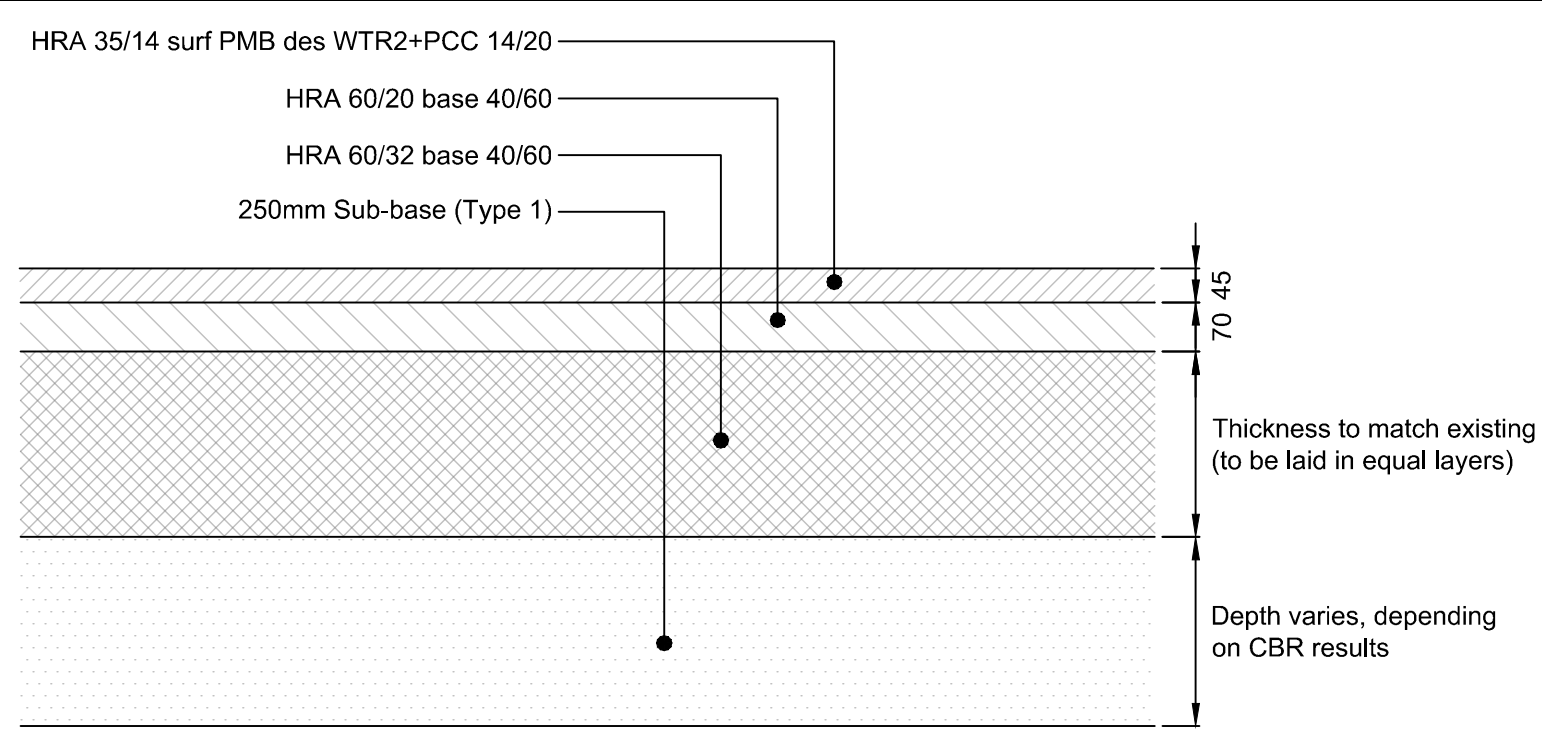 HRA 35/14 surf PMB des WTR2+PCC 14/20
HRA 60/20 base 40/60
HRA 60/32 base 40/60
250mm Sub-base (Type 1)
45
70
Thickness to match existing
(to be laid in equal layers)
Depth varies, depending
on CBR results